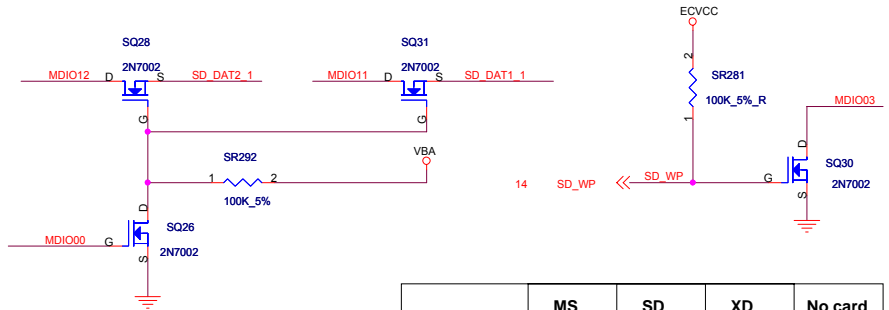 ECVCC
SQ28
2N7002
MDIO12 D S SD_DAT2_1
G
SQ31
2N7002
MDIO11 D S SD_DAT1_1
G
2
SR281
100K_5%_R
1
MDIO03
SR292
1 2
100K_5%
VBA
14 SD_WP SD_WP
G
D
S
SQ30
2N7002
MDIO00 G
D
S
SQ26
2N7002
MS SD XD No card